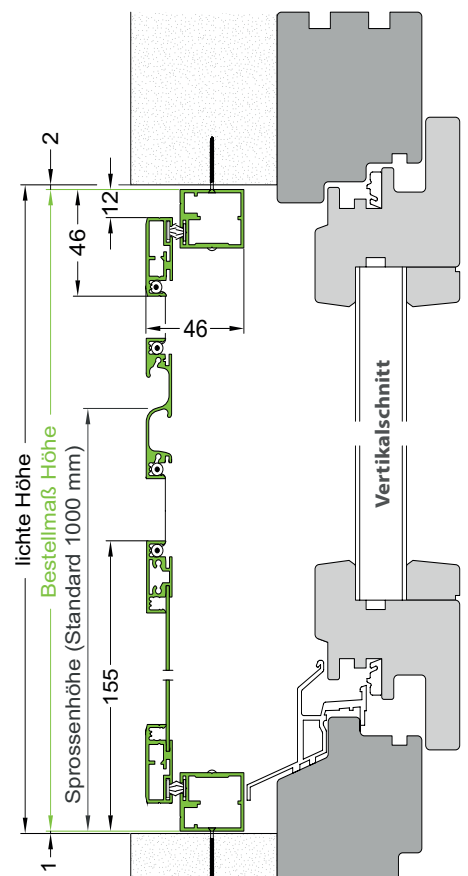 2
12
46
46
lichte Höhe
Bestellmaß Höhe
Sprossenhöhe (Standard 1000 mm)
155
1
Vertikalschnitt